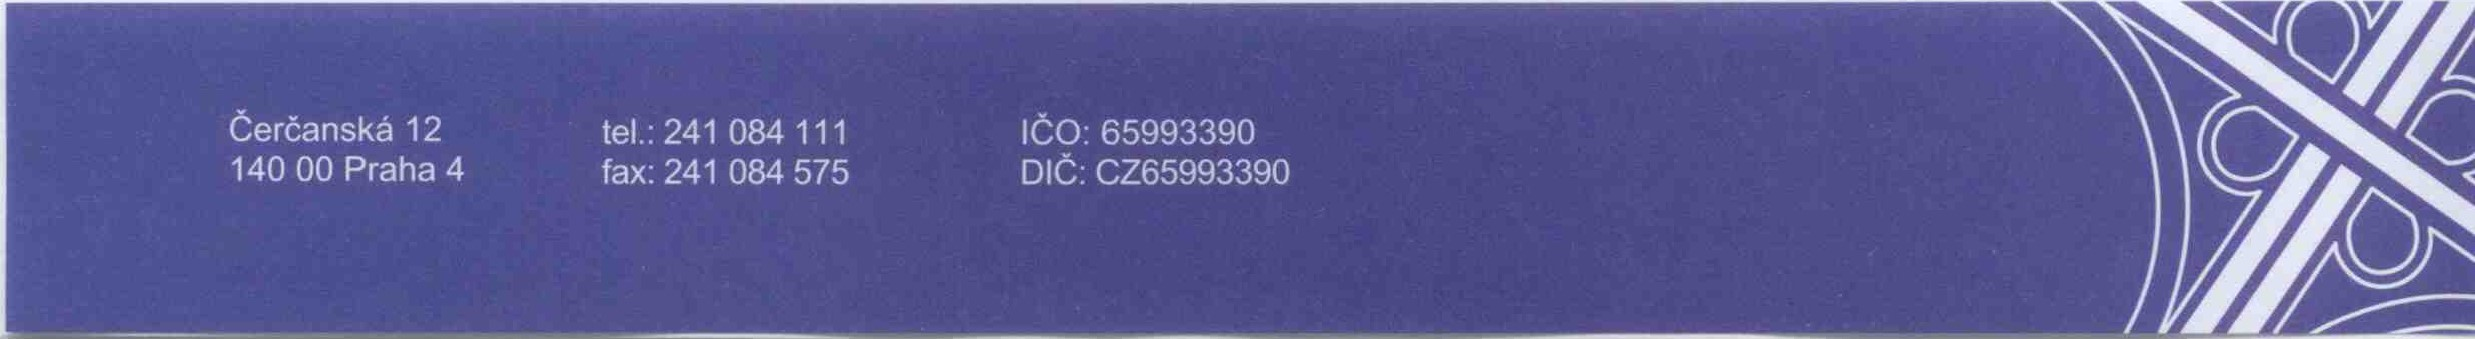 Čerčanská 12
140 00 Praha 4
tel.: 241 084 111
fax: 241 084 575
IČO: 65993390
DIČ: CZ65993390